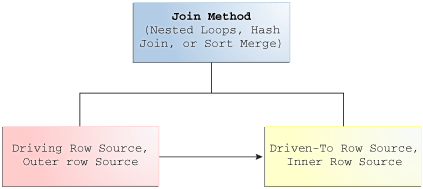 Join Method
(Nested Loops, Hash
Join, or Sort Merge)
Driving Row Source,
Outer row Source
Driven-To Row Source,
Inner Row Source